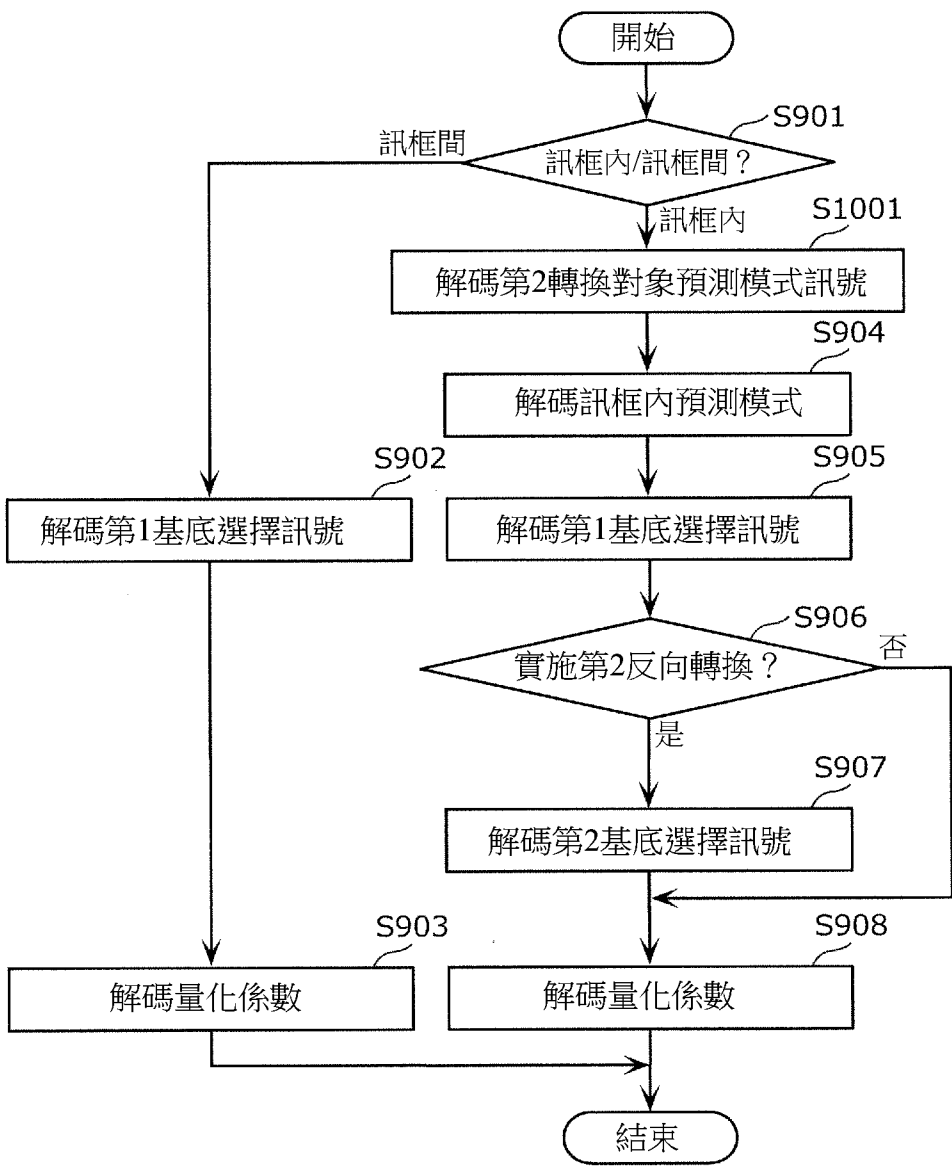 開始
S901
訊框間
訊框內/訊框間？
訊框內
S1001
解碼第2轉換對象預測模式訊號
S904
解碼訊框內預測模式
S902
S905
解碼第1基底選擇訊號
解碼第1基底選擇訊號
S906
否
實施第2反向轉換？
是
S907
解碼第2基底選擇訊號
S903
S908
解碼量化係數
解碼量化係數
結束